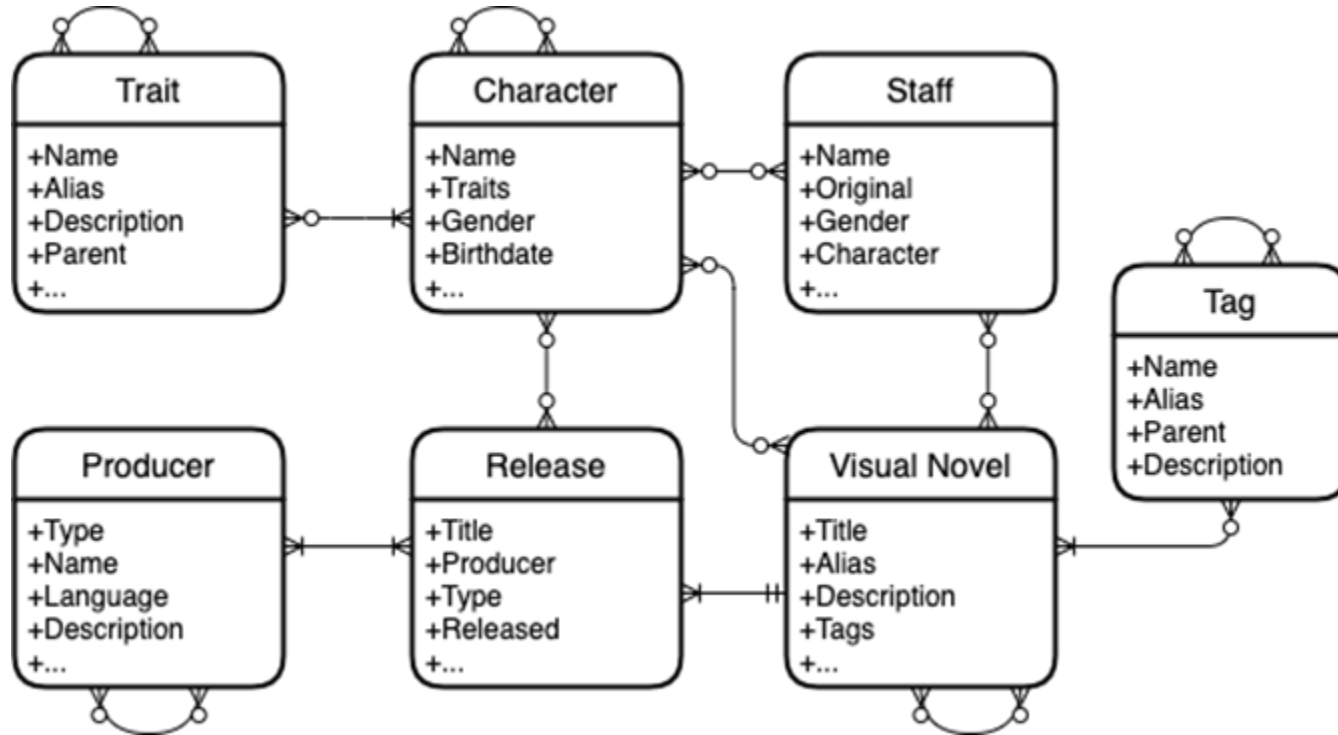 Trait
+Name
+Alias
+Description
+Parent
+...
Character
+Name
+Traits
+Gender
+Birthdate
+...
Staff
+Name
+Original
+Gender
+Character
+...
Tag
+Name
+Alias
+Parent
+Description
Producer
+Type
+Name
+Language
+Description
+...
Release
+Title
+Producer
+Type
+Released
+...
Visual Novel
+Title
+Alias
+Description
+Tags
+...